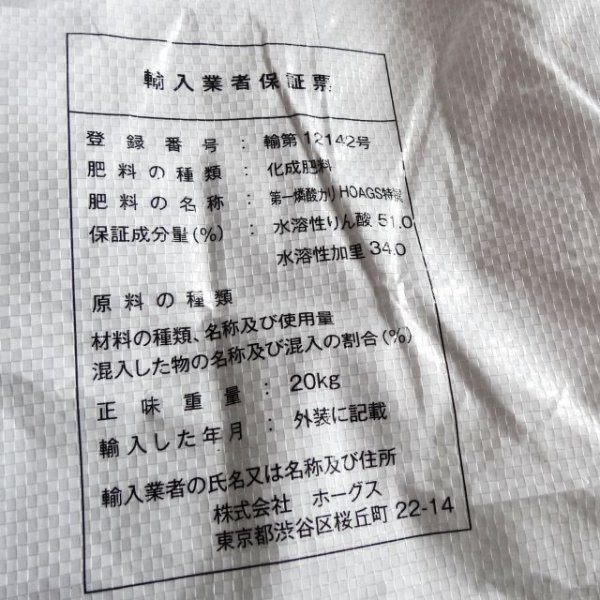 輸入業者保証票
登録番号 : 輸第12142号
肥料の種類 : 化成肥料
肥料の名称 : 第一燐酸カリHOAGS特
保証成分量(%) : 水溶性りん酸 51.0
水溶性加里 34.0
原料の種類
材料の種類、名称及び使用量
混入した物の名称及び混入の割合(%)
正味重量 : 20kg
輸入した年月 : 外装に記載
輸入業者の氏名又は名称及び住所
株式会社 ホーグス
東京都渋谷区桜丘町 22-14